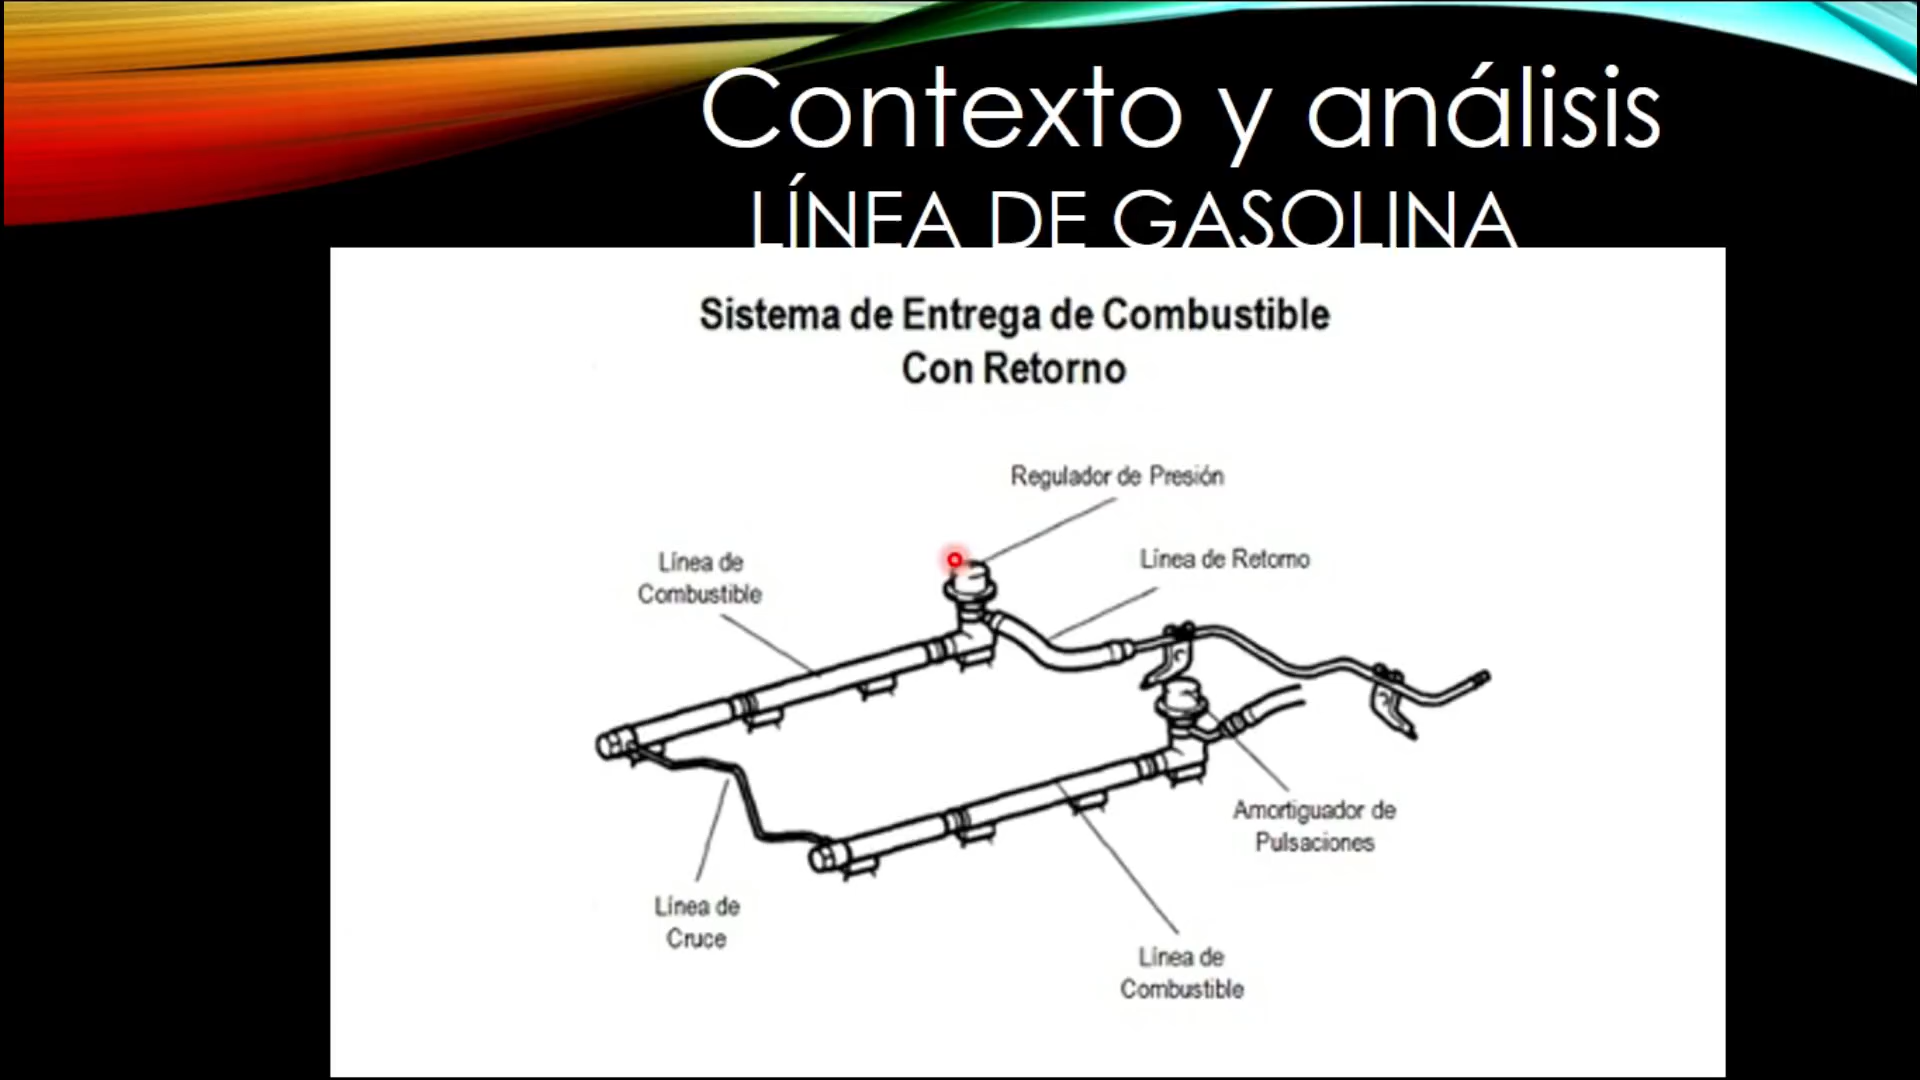 Contexto y análisis
LÍNEA DE GASOLINA
Sistema de Entrega de Combustible
Con Retorno
Regulador de Presión
Línea de Retorno
Línea de
Combustible
Amortiguador de
Pulsaciones
Línea de
Cruce
Línea de
Combustible